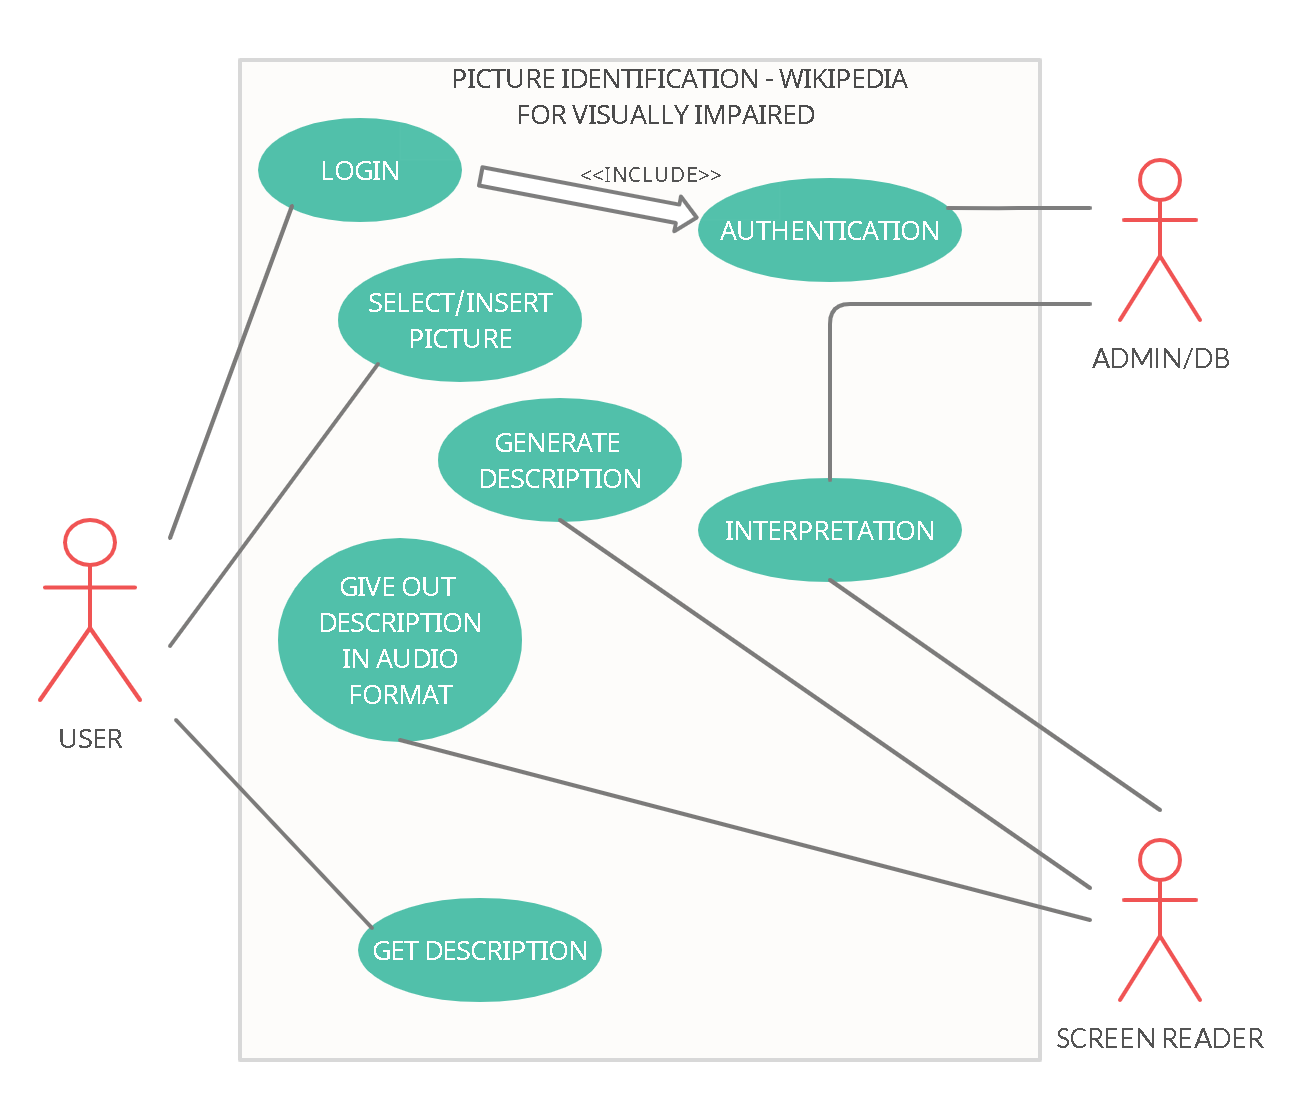 PICTURE IDENTIFICATION - WIKIPEDIA
FOR VISUALLY IMPAIRED
LOGIN
<<INCLUDE>>
AUTHENTICATION
SELECT/INSERT
PICTURE
ADMIN/DB
GENERATE
DESCRIPTION
INTERPRETATION
GIVE OUT
DESCRIPTION
IN AUDIO
FORMAT
USER
GET DESCRIPTION
SCREEN READER